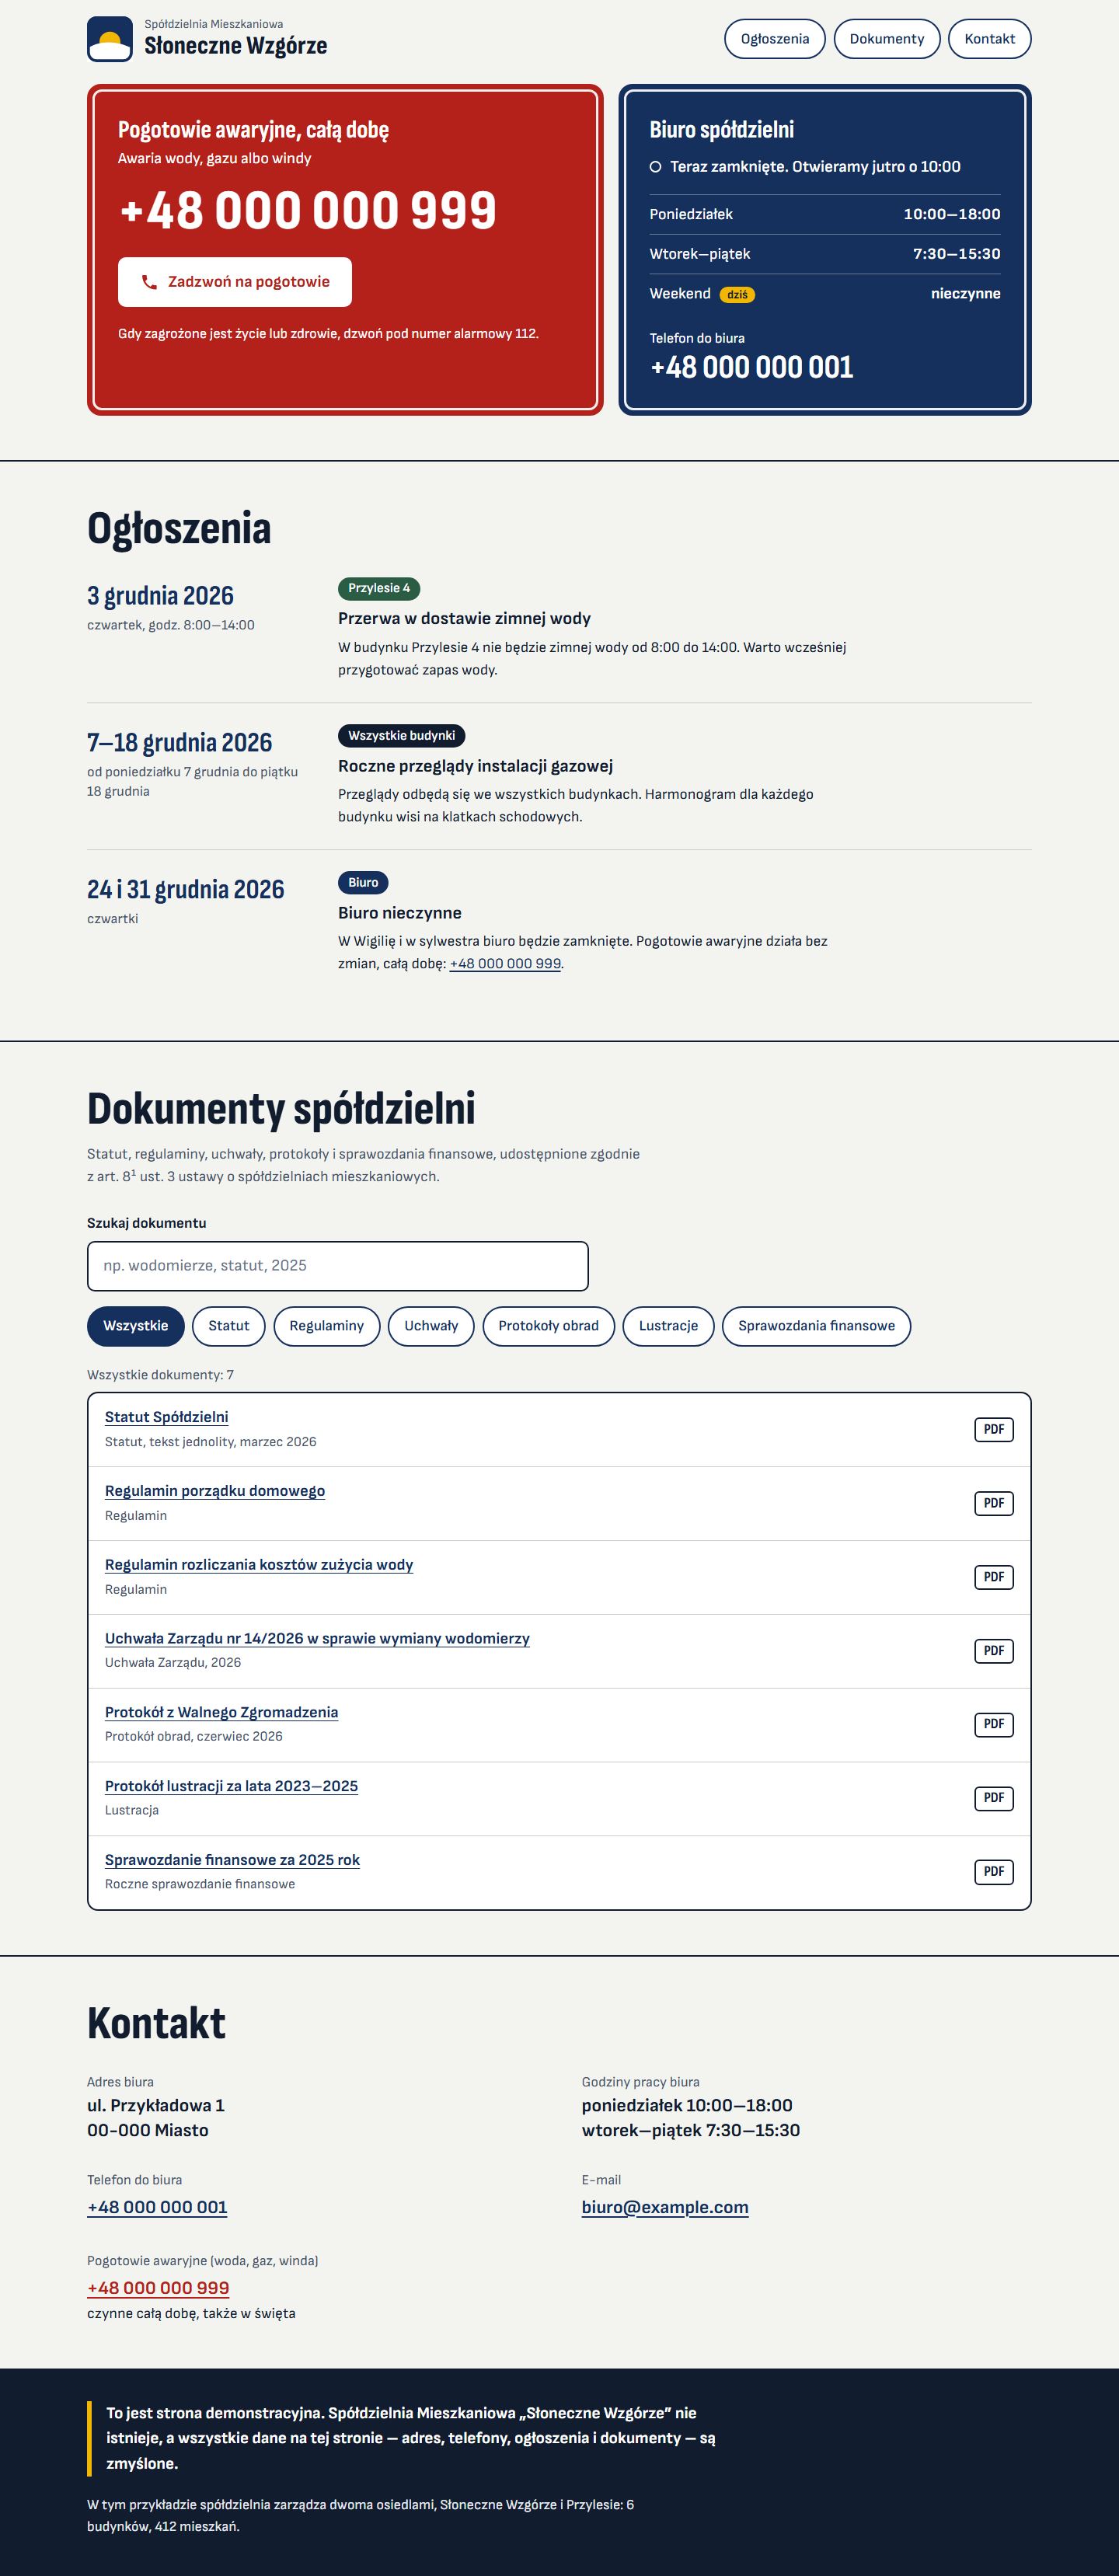 Spółdzielnia Mieszkaniowa
Słoneczne Wzgórze
Ogłoszenia
Dokumenty
Kontakt
Pogotowie awaryjne, całą dobę
Awaria wody, gazu albo windy
+48 000 000 999
Zadzwoń na pogotowie
Gdy zagrożone jest życie lub zdrowie, dzwoń pod numer alarmowy 112.
Biuro spółdzielni
Teraz zamknięte. Otwieramy jutro o 10:00
Poniedziałek 10:00–18:00
Wtorek–piątek 7:30–15:30
Weekend dziś nieczynne
Telefon do biura
+48 000 000 001
Ogłoszenia
3 grudnia 2026
czwartek, godz. 8:00–14:00
Przylesie 4
Przerwa w dostawie zimnej wody
W budynku Przylesie 4 nie będzie zimnej wody od 8:00 do 14:00. Warto wcześniej
przygotować zapas wody.
7–18 grudnia 2026
od poniedziałku 7 grudnia do piątku
18 grudnia
Wszystkie budynki
Roczne przeglądy instalacji gazowej
Przeglądy odbędą się we wszystkich budynkach. Harmonogram dla każdego
budynku wisi na klatkach schodowych.
24 i 31 grudnia 2026
czwartki
Biuro
Biuro nieczynne
W Wigilię i w sylwestra biuro będzie zamknięte. Pogotowie awaryjne działa bez
zmian, całą dobę: +48 000 000 999.
Dokumenty spółdzielni
Statut, regulaminy, uchwały, protokoły i sprawozdania finansowe, udostępnione zgodnie
z art. 8¹ ust. 3 ustawy o spółdzielniach mieszkaniowych.
Szukaj dokumentu
np. wodomierze, statut, 2025
Wszystkie
Statut
Regulaminy
Uchwały
Protokoły obrad
Lustracje
Sprawozdania finansowe
Wszystkie dokumenty: 7
Statut Spółdzielni
Statut, tekst jednolity, marzec 2026
PDF
Regulamin porządku domowego
Regulamin
PDF
Regulamin rozliczania kosztów zużycia wody
Regulamin
PDF
Uchwała Zarządu nr 14/2026 w sprawie wymiany wodomierzy
Uchwała Zarządu, 2026
PDF
Protokół z Walnego Zgromadzenia
Protokół obrad, czerwiec 2026
PDF
Protokół lustracji za lata 2023–2025
Lustracja
PDF
Sprawozdanie finansowe za 2025 rok
Roczne sprawozdanie finansowe
PDF
Kontakt
Adres biura
ul. Przykładowa 1
00-000 Miasto
Godziny pracy biura
poniedziałek 10:00–18:00
wtorek–piątek 7:30–15:30
Telefon do biura
+48 000 000 001
E-mail
biuro@example.com
Pogotowie awaryjne (woda, gaz, winda)
+48 000 000 999
czynne całą dobę, także w święta
To jest strona demonstracyjna. Spółdzielnia Mieszkaniowa „Słoneczne Wzgórze” nie
istnieje, a wszystkie dane na tej stronie – adres, telefony, ogłoszenia i dokumenty – są
zmyślone.
W tym przykładzie spółdzielnia zarządza dwoma osiedlami, Słoneczne Wzgórze i Przylesie: 6
budynków, 412 mieszkań.